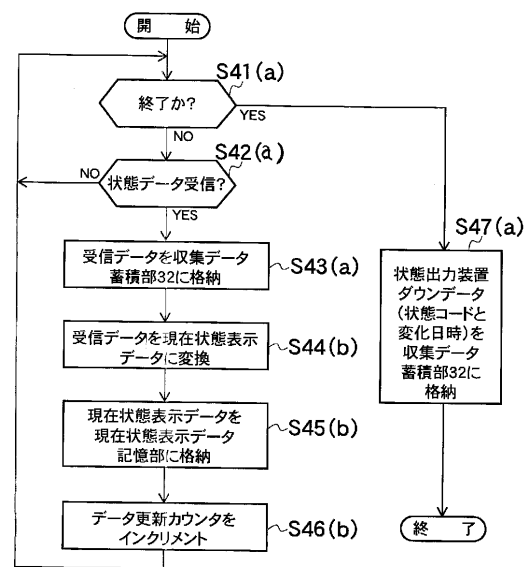 開　始
S41(a)
終了か?
YES
NO
S42(a)
NO
状態データ受信?
YES
受信データを収集データ
蓄積部32に格納
S43(a)
受信データを現在状態表示
データに変換
S44(b)
現在状態表示データを
現在状態表示データ
記憶部に格納
S45(b)
データ更新カウンタを
インクリメント
S46(b)
S47(a)
状態出力装置
ダウンデータ
(状態コードと
変化日時)を
収集データ
蓄積部32に
格納
終　了